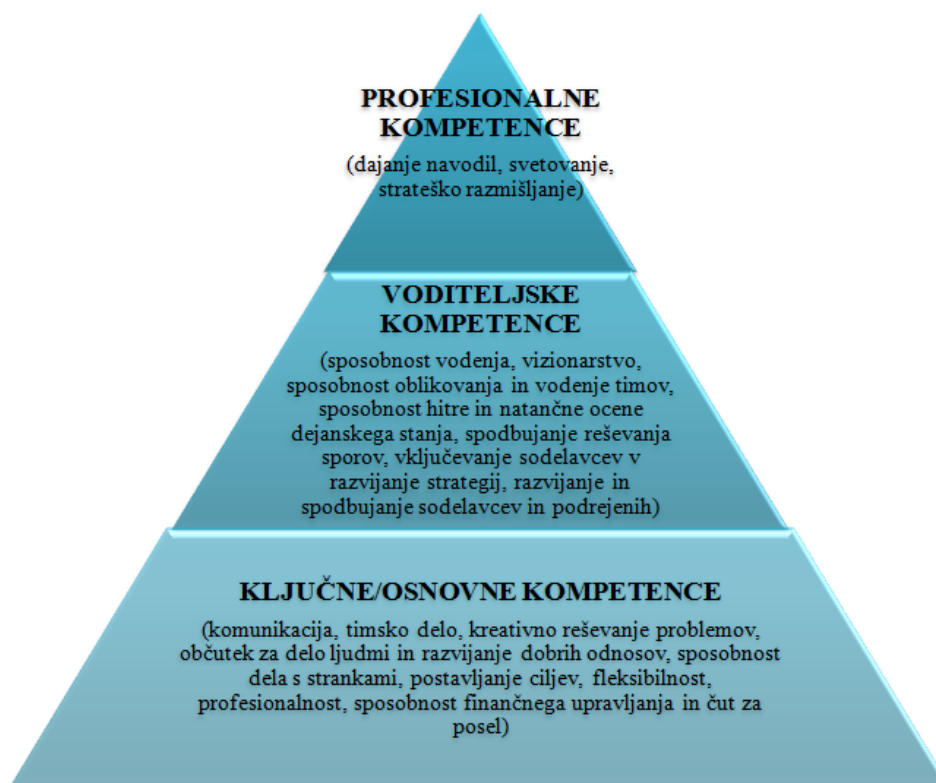 PROFESIONALNE
KOMPETENCE
(dajanje navodil, svetovanje,
strateško razmišljanje)
VODITELJSKE
KOMPETENCE
(sposobnost vodenja, vizionarstvo,
sposobnost oblikovanja in vodenje timov,
sposobnost hitre in natančne ocene
dejanskega stanja, spodbujanje reševanja
sporov, vključevanje sodelavcev v
razvijanje strategij, razvijanje in
spodbujanje sodelavcev in podrejenih)
KLJUČNE/OSNOVNE KOMPETENCE
(komunikacija, timsko delo, kreativno reševanje problemov,
občutek za delo ljudmi in razvijanje dobrih odnosov, sposobnost
dela s strankami, postavljanje ciljev, fleksibilnost,
profesionalnost, sposobnost finančnega upravljanja in čut za
posel)